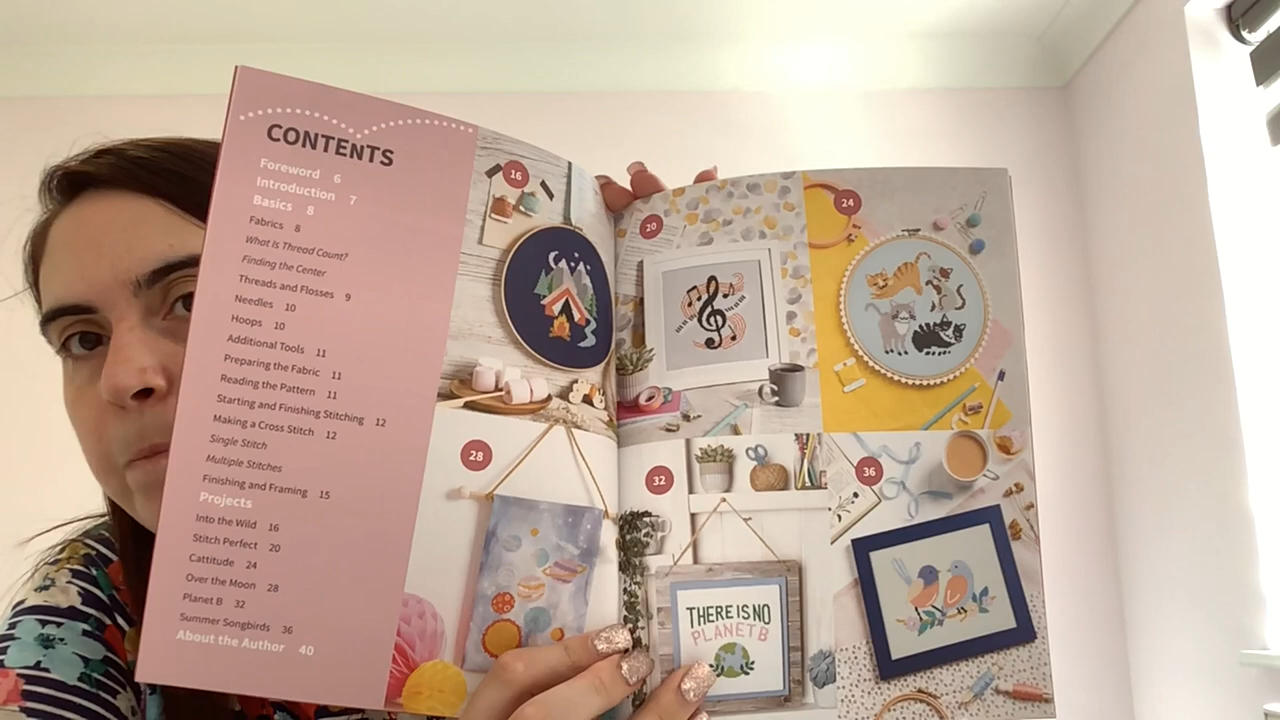 CONTENTS
Foreword 6
Introduction 7
Basics 8
Fabrics 8
What Is Thread Count?
Finding the Center
Threads and Flosses 9
Needles 10
Hoops 10
Additional Tools 11
Preparing the Fabric 11
Reading the Pattern 11
Starting and Finishing Stitching 12
Making a Cross Stitch 12
Single Stitch
Multiple Stitches
Finishing and Framing 15
Projects
Into the Wild 16
Stitch Perfect 20
Cattitude 24
Over the Moon 28
Planet B 32
Summer Songbirds 36
About the Author 40
16
28
20
24
32
36
THERE IS NO
PLANET B